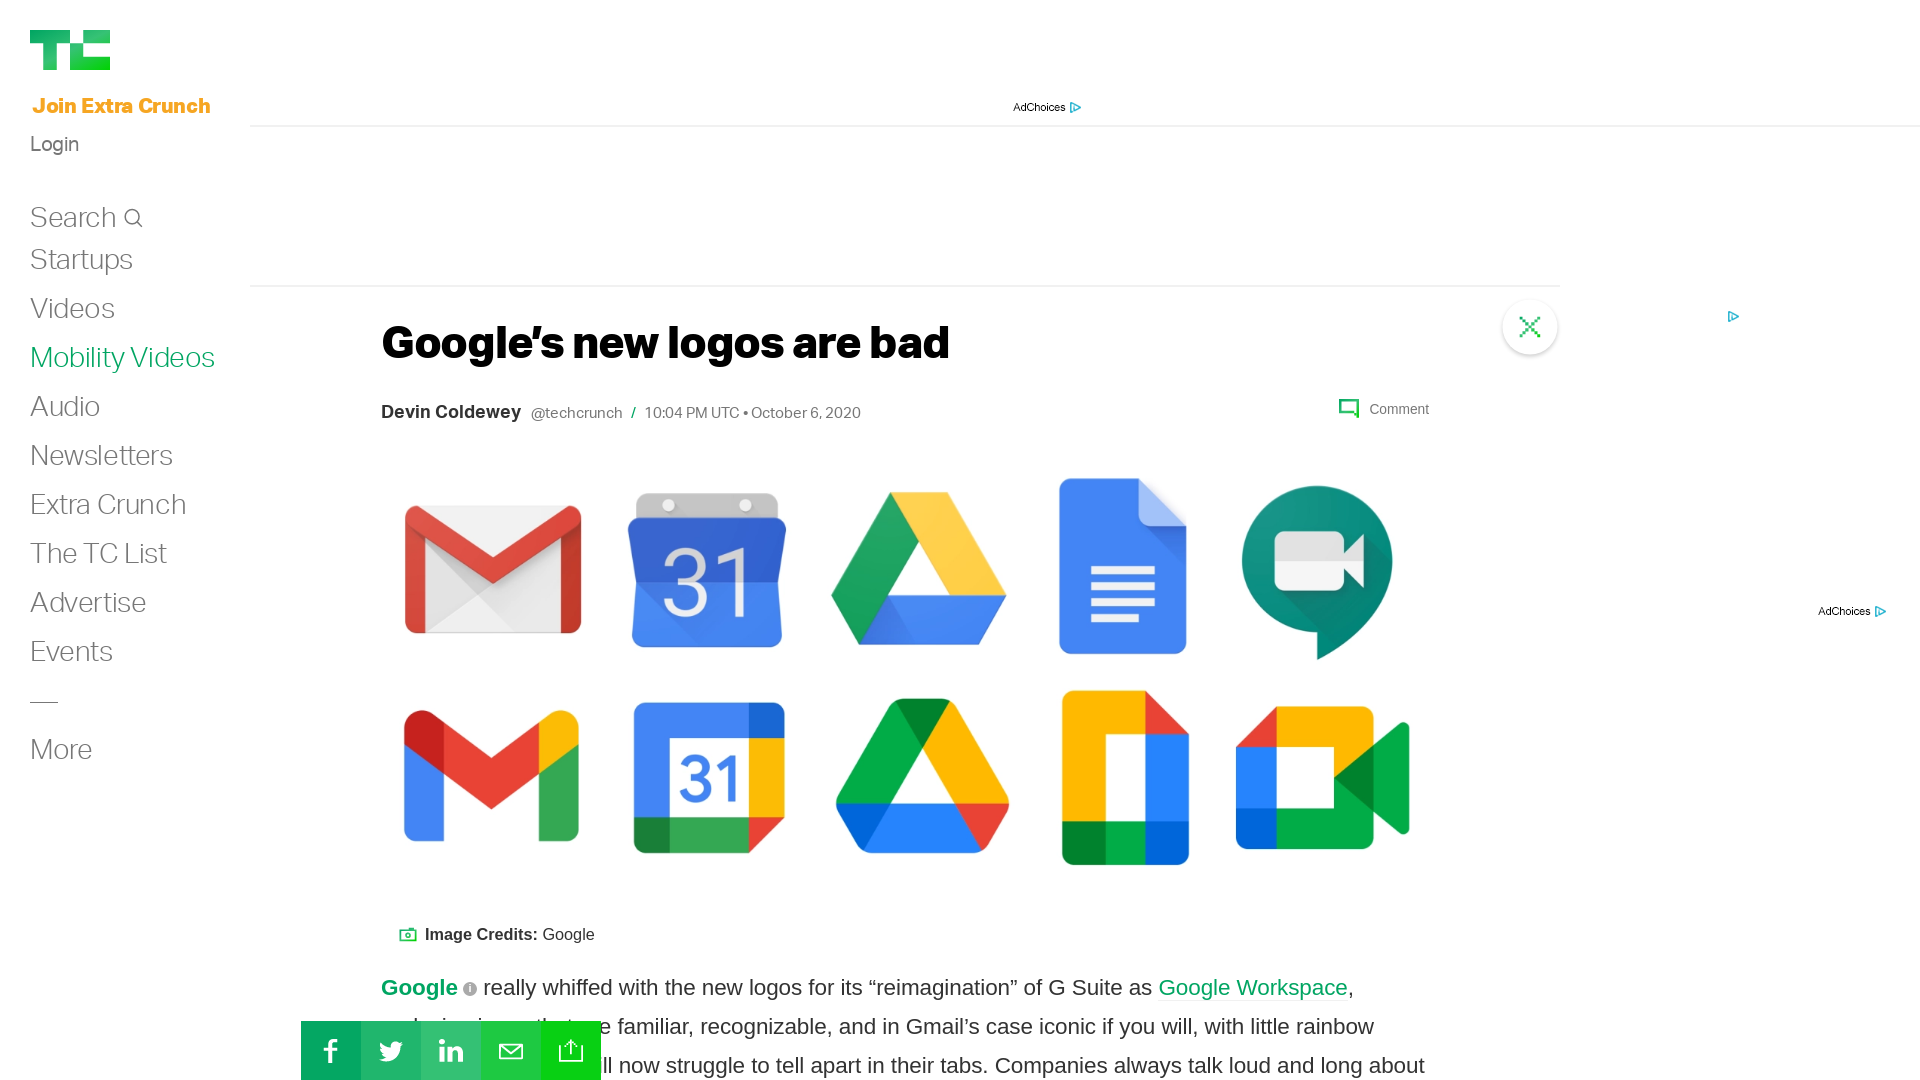 TC
Join Extra Crunch
Login
Search
Startups
Videos
Mobility Videos
Audio
Newsletters
Extra Crunch
The TC List
Advertise
Events
More
AdChoices
Google’s new logos are bad
Devin Coldewey @techcrunch / 10:04 PM UTC • October 6, 2020
Comment
31
31
AdChoices
Image Credits: Google
Google i really whiffed with the new logos for its “reimagination” of G Suite as Google Workspace,
familiar, recognizable, and in Gmail’s case iconic if you will, with little rainbow
now struggle to tell apart in their tabs. Companies always talk loud and long about